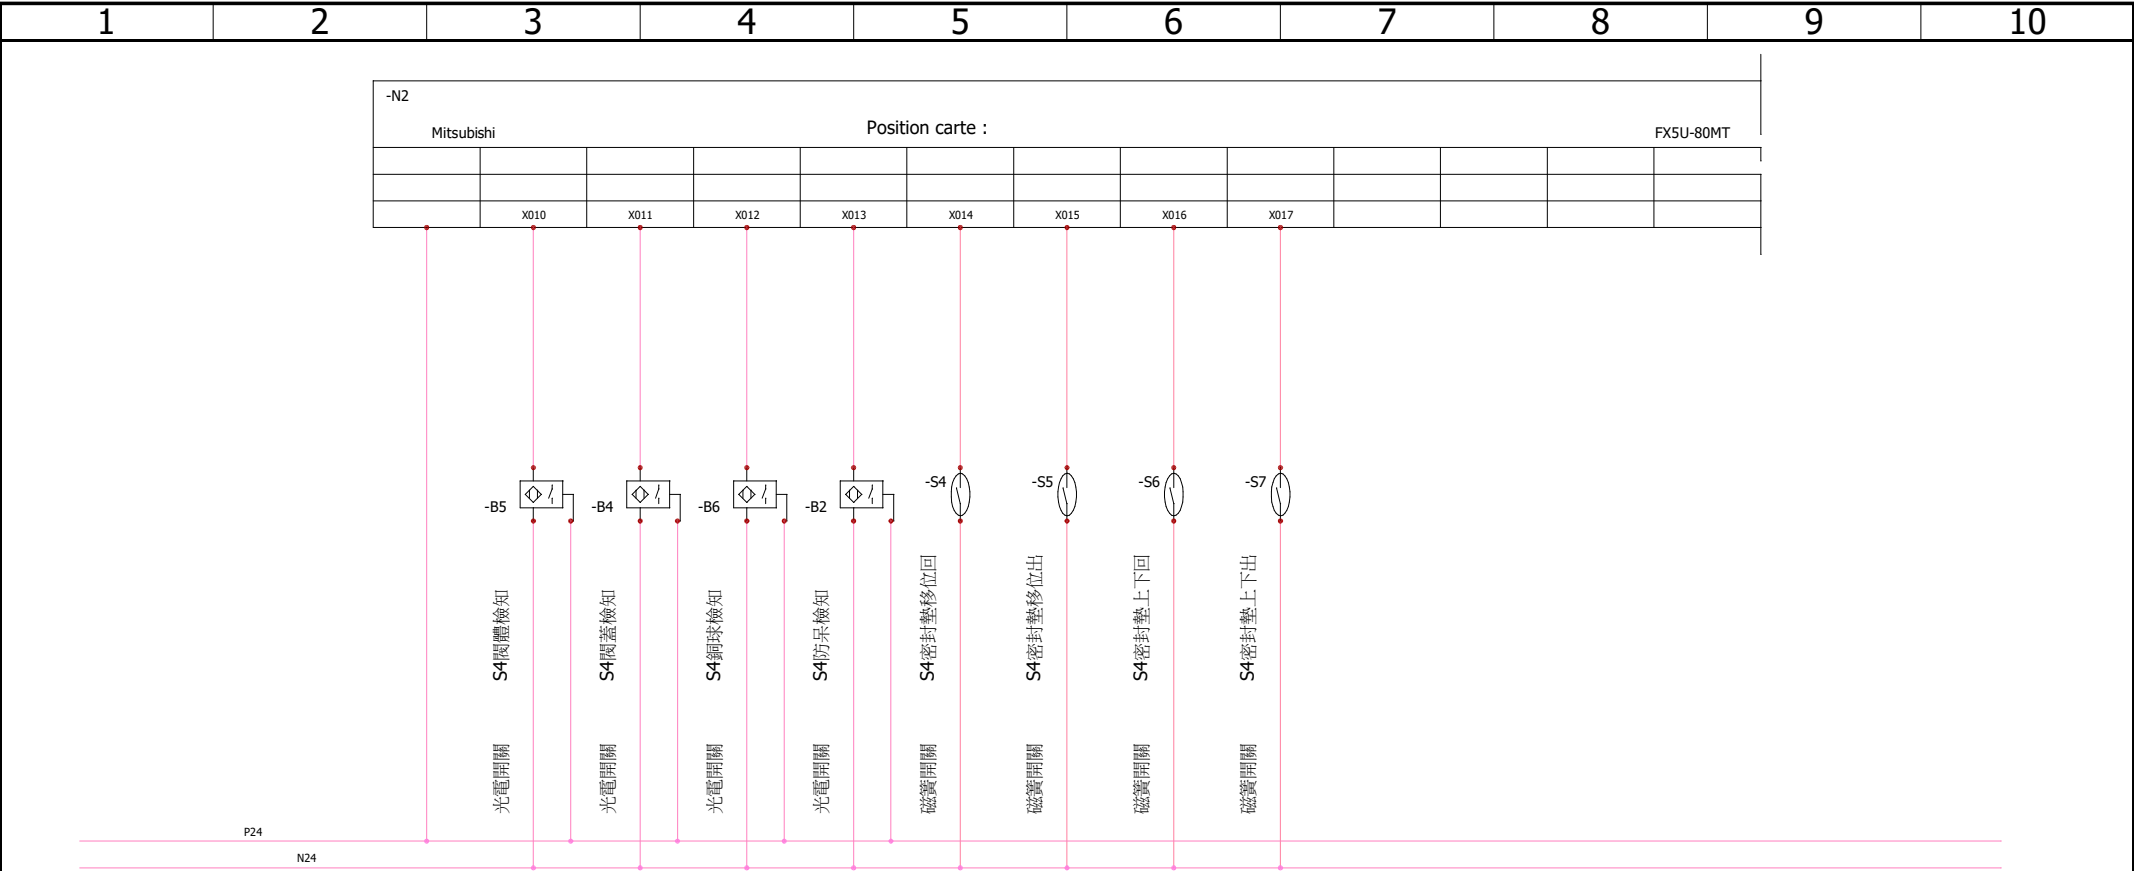 1 2 3 4 5 6 7 8 9 10
-N2
Mitsubishi Position carte : FX5U-80MT
X010 X011 X012 X013 X014 X015 X016 X017
-B5 -B4 -B6 -B2 -S4 -S5 -S6 -S7
S4閥體檢知
S4閥蓋檢知
S4銅球檢知
S4防呆檢知
S4密封墊移位回
S4密封墊移位出
S4密封墊上下回
S4密封墊上下出
光電開關
光電開關
光電開關
光電開關
磁簧開關
磁簧開關
磁簧開關
磁簧開關
P24
N24